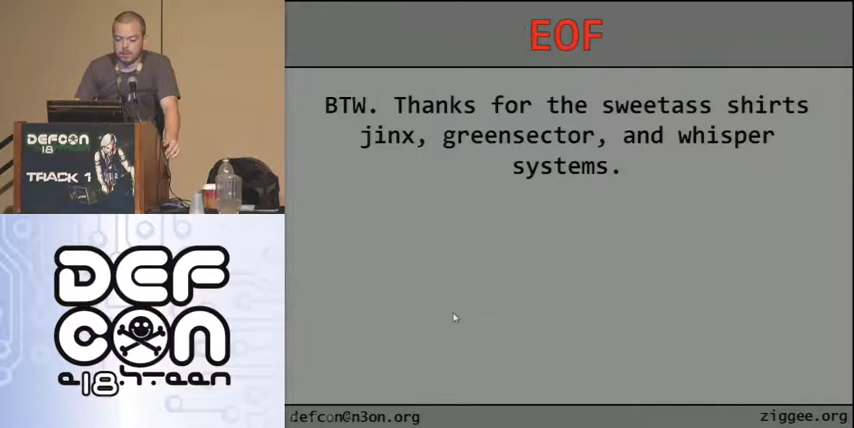 DEFCON
18
TRACK 1
DEF
CON
e18hteen
EOF
BTW. Thanks for the sweetass shirts
jinx, greensector, and whisper
systems.
defcon@n3on.org
ziggee.org